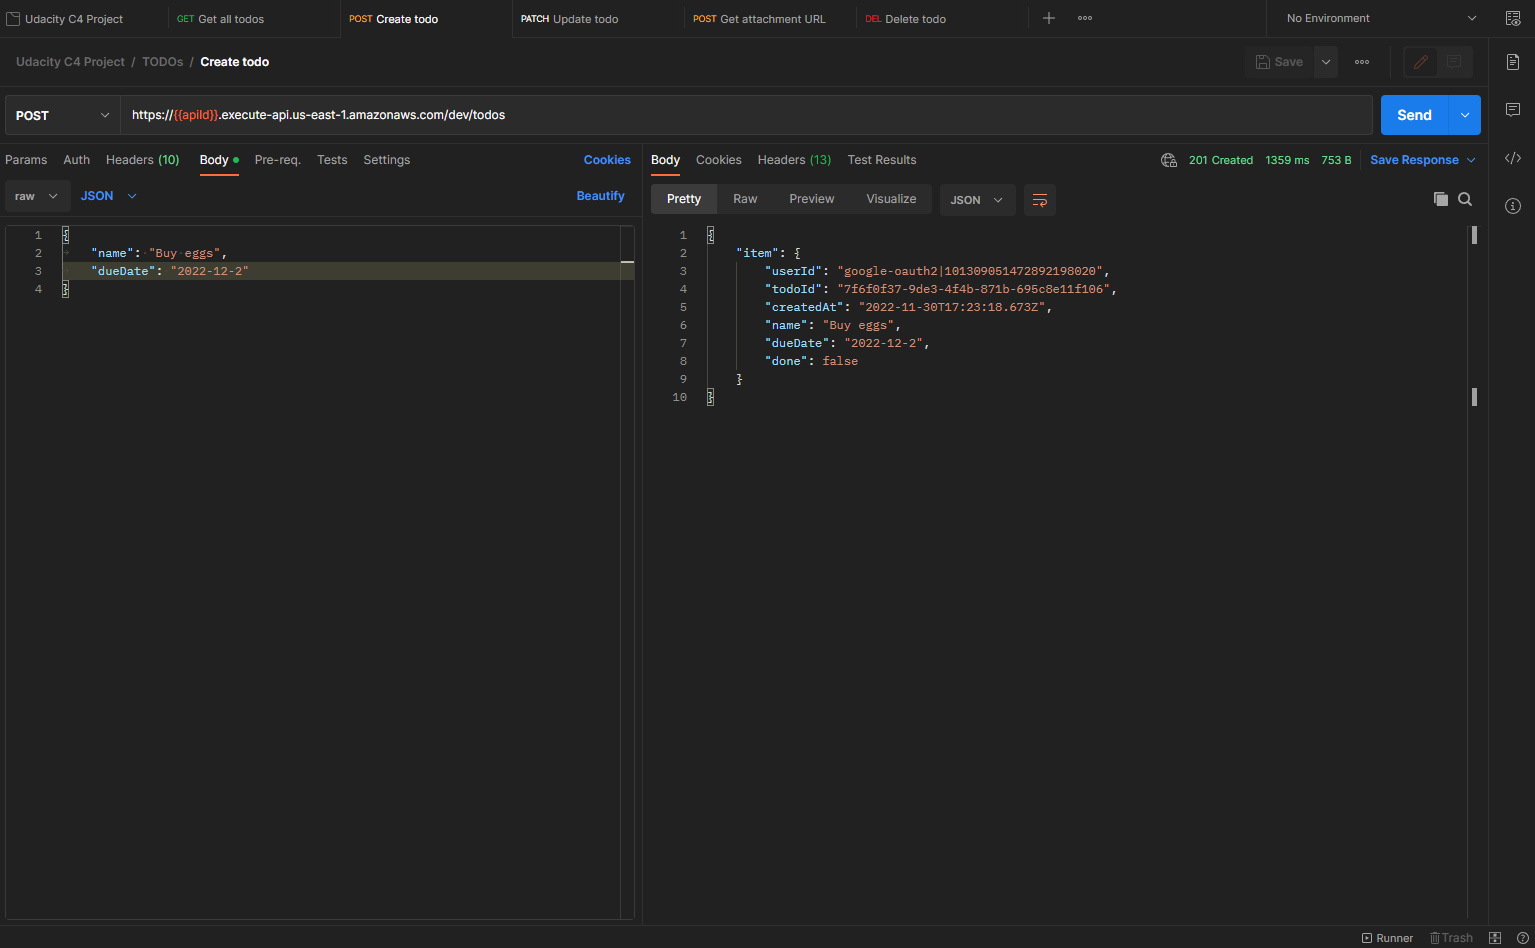 Udacity C4 Project
GET Get all todos
POST Create todo
PATCH Update todo
POST Get attachment URL
DEL Delete todo
No Environment
Udacity C4 Project / TODOs / Create todo
Save
POST
https://{{apiId}}.execute-api.us-east-1.amazonaws.com/dev/todos
Send
Params Auth Headers (10) Body Pre-req. Tests Settings Cookies
raw JSON Beautify
1 {
2 "name": "Buy eggs",
3 "dueDate": "2022-12-2"
4 }
Body Cookies Headers (13) Test Results 201 Created 1359 ms 753 B Save Response
Pretty Raw Preview Visualize JSON
1 {
2 "item": {
3 "userId": "google-oauth2|101309051472892198020",
4 "todoId": "7f6f0f37-9de3-4f4b-871b-695c8e11f106",
5 "createdAt": "2022-11-30T17:23:18.673Z",
6 "name": "Buy eggs",
7 "dueDate": "2022-12-2",
8 "done": false
9 }
10 }
Runner Trash